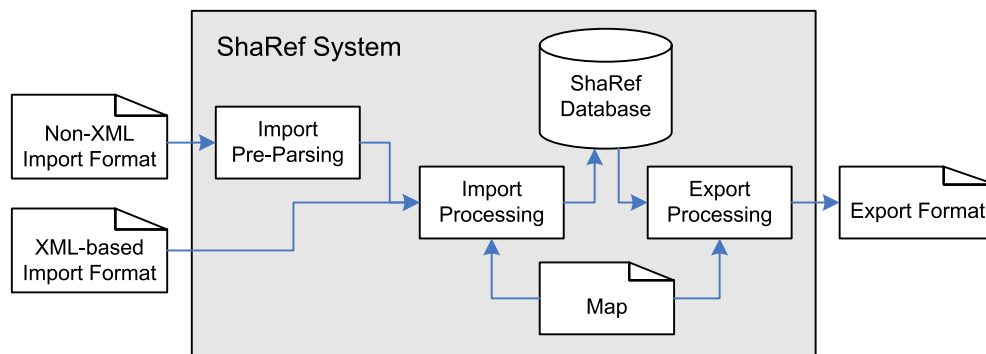 ShaRef System
ShaRef
Database
Non-XML
Import Format
Import
Pre-Parsing
Import
Processing
Export
Processing
Export Format
XML-based
Import Format
Map